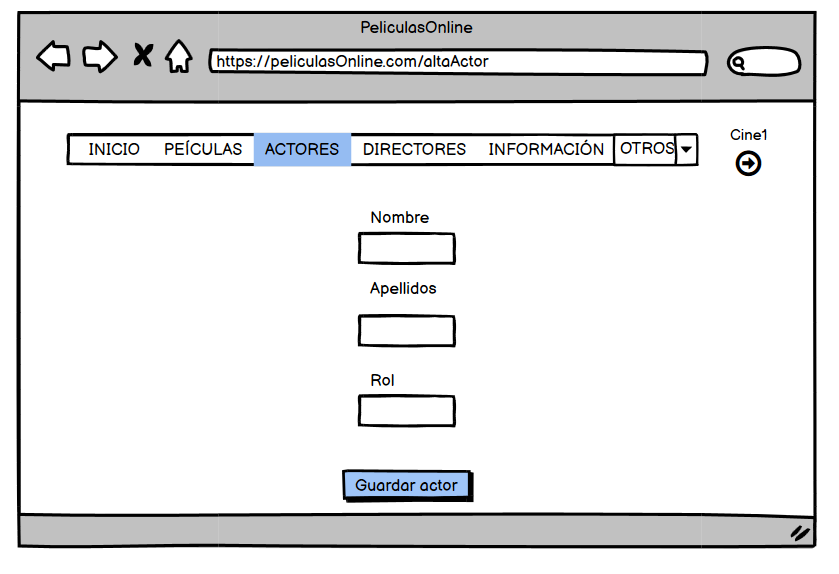 PeliculasOnline
https://peliculasOnline.com/altaActor
INICIO PEÍCULAS ACTORES DIRECTORES INFORMACIÓN OTROS
Cine1
Nombre
Apellidos
Rol
Guardar actor